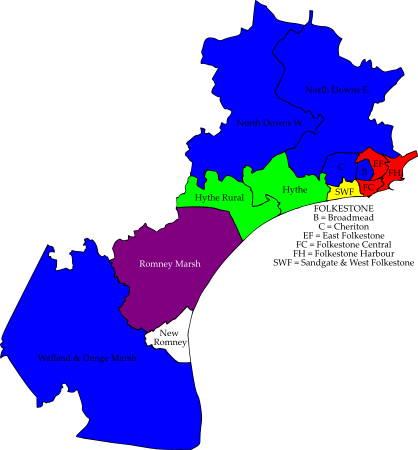 North Downs E.
North Downs W.
C
B
EF
FH
FC
SWF
Hythe
Hythe Rural
FOLKESTONE
B = Broadmead
C = Cheriton
EF = East Folkestone
FC = Folkestone Central
FH = Folkestone Harbour
SWF = Sandgate & West Folkestone
Romney Marsh
New
Romney
Walland & Denge Marsh